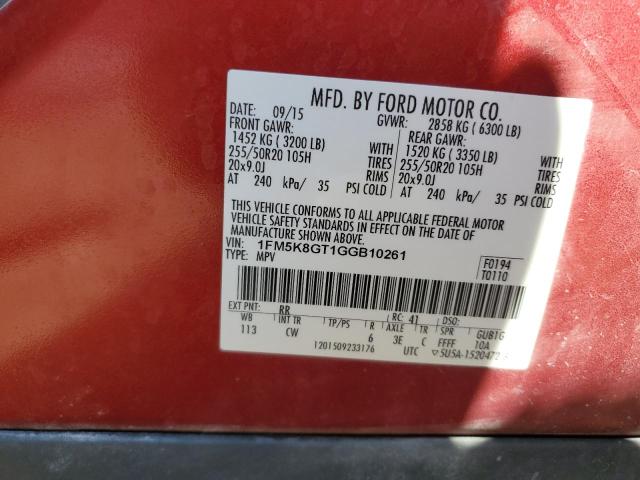 MFD. BY FORD MOTOR CO.
DATE: 09/15 GVWR: 2858 KG ( 6300 LB)
FRONT GAWR: REAR GAWR:
1452 KG ( 3200 LB) WITH 1520 KG ( 3350 LB) WITH
255/50R20 105H TIRES 255/50R20 105H TIRES
20x9.0J RIMS 20x9.0J RIMS
AT 240 kPa/ 35 PSI COLD AT 240 kPa/ 35 PSI COLD
THIS VEHICLE CONFORMS TO ALL APPLICABLE FEDERAL MOTOR
VEHICLE SAFETY STANDARDS IN EFFECT ON THE DATE OF
MANUFACTURE SHOWN ABOVE.
VIN: 1FM5K8GT1GGB10261
TYPE: MPV
F0194
T0110
EXT PNT: RR RC: 41 DSO:
WB INT TR TP/PS R AXLE TR SPR GUB1G
113 CW 6 3E C FFFF 10A
1201509233176 UTC